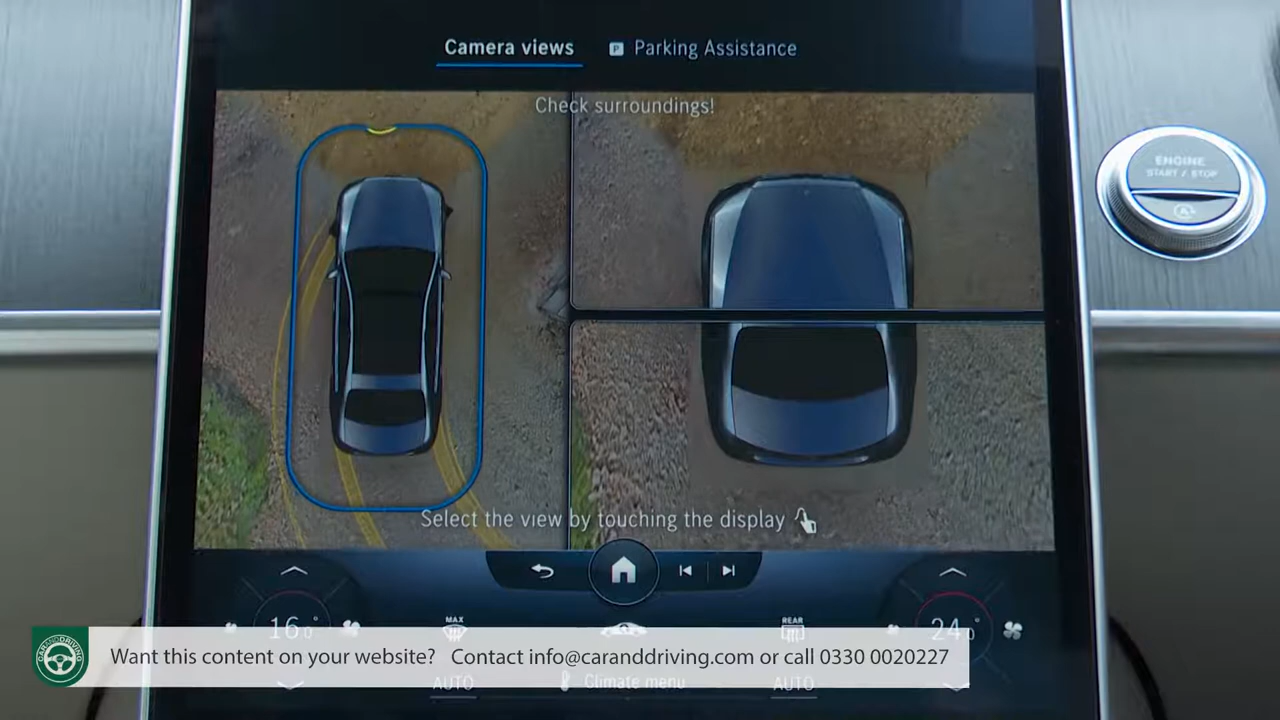 Camera views
P Parking Assistance
Check surroundings!
ENGINE
START / STOP
Select the view by touching the display
MAX
REAR
16.0°
24.0°
CARANDDRIVING
Want this content on your website? Contact info@caranddriving.com or call 0330 0020227
AUTO
Climate menu
AUTO